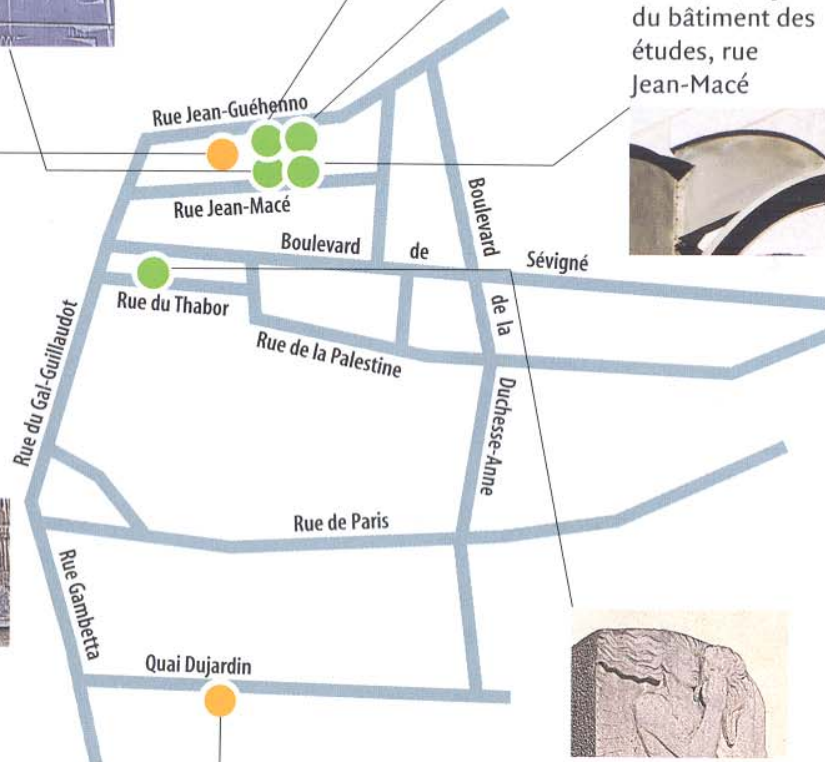 du bâtiment des
études, rue
Jean-Macé
Rue Jean-Guéhenno
Rue Jean-Macé
Boulevard de Sévigné
Boulevard de la Duchesse-Anne
Rue du Thabor
Rue de la Palestine
Rue du Gal-Guillaudot
Rue de Paris
Rue Gambetta
Quai Dujardin